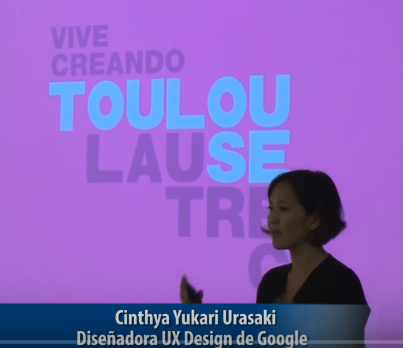 VIVE
CREANDO
TOULOU
LAUSE
TRE
C
Cinthya Yukari Urasaki
Diseñadora UX Design de Google